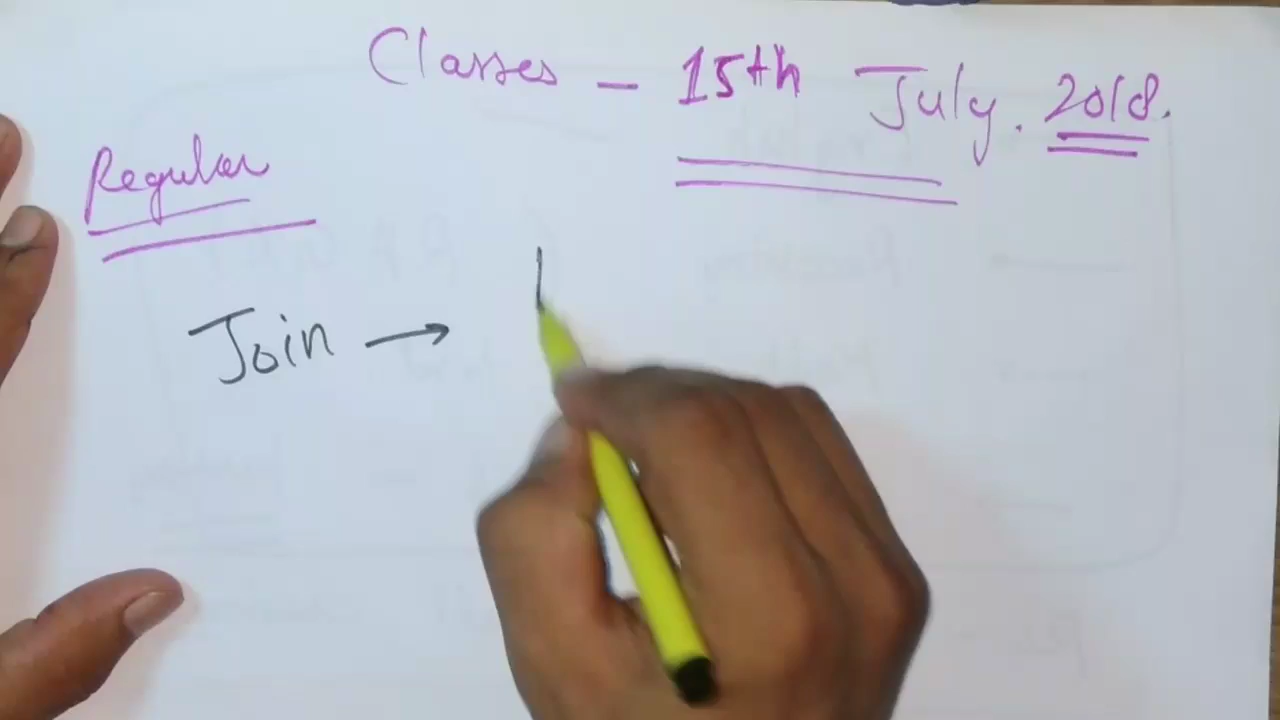 Classes - 15th July. 2018.
Regular
Join →